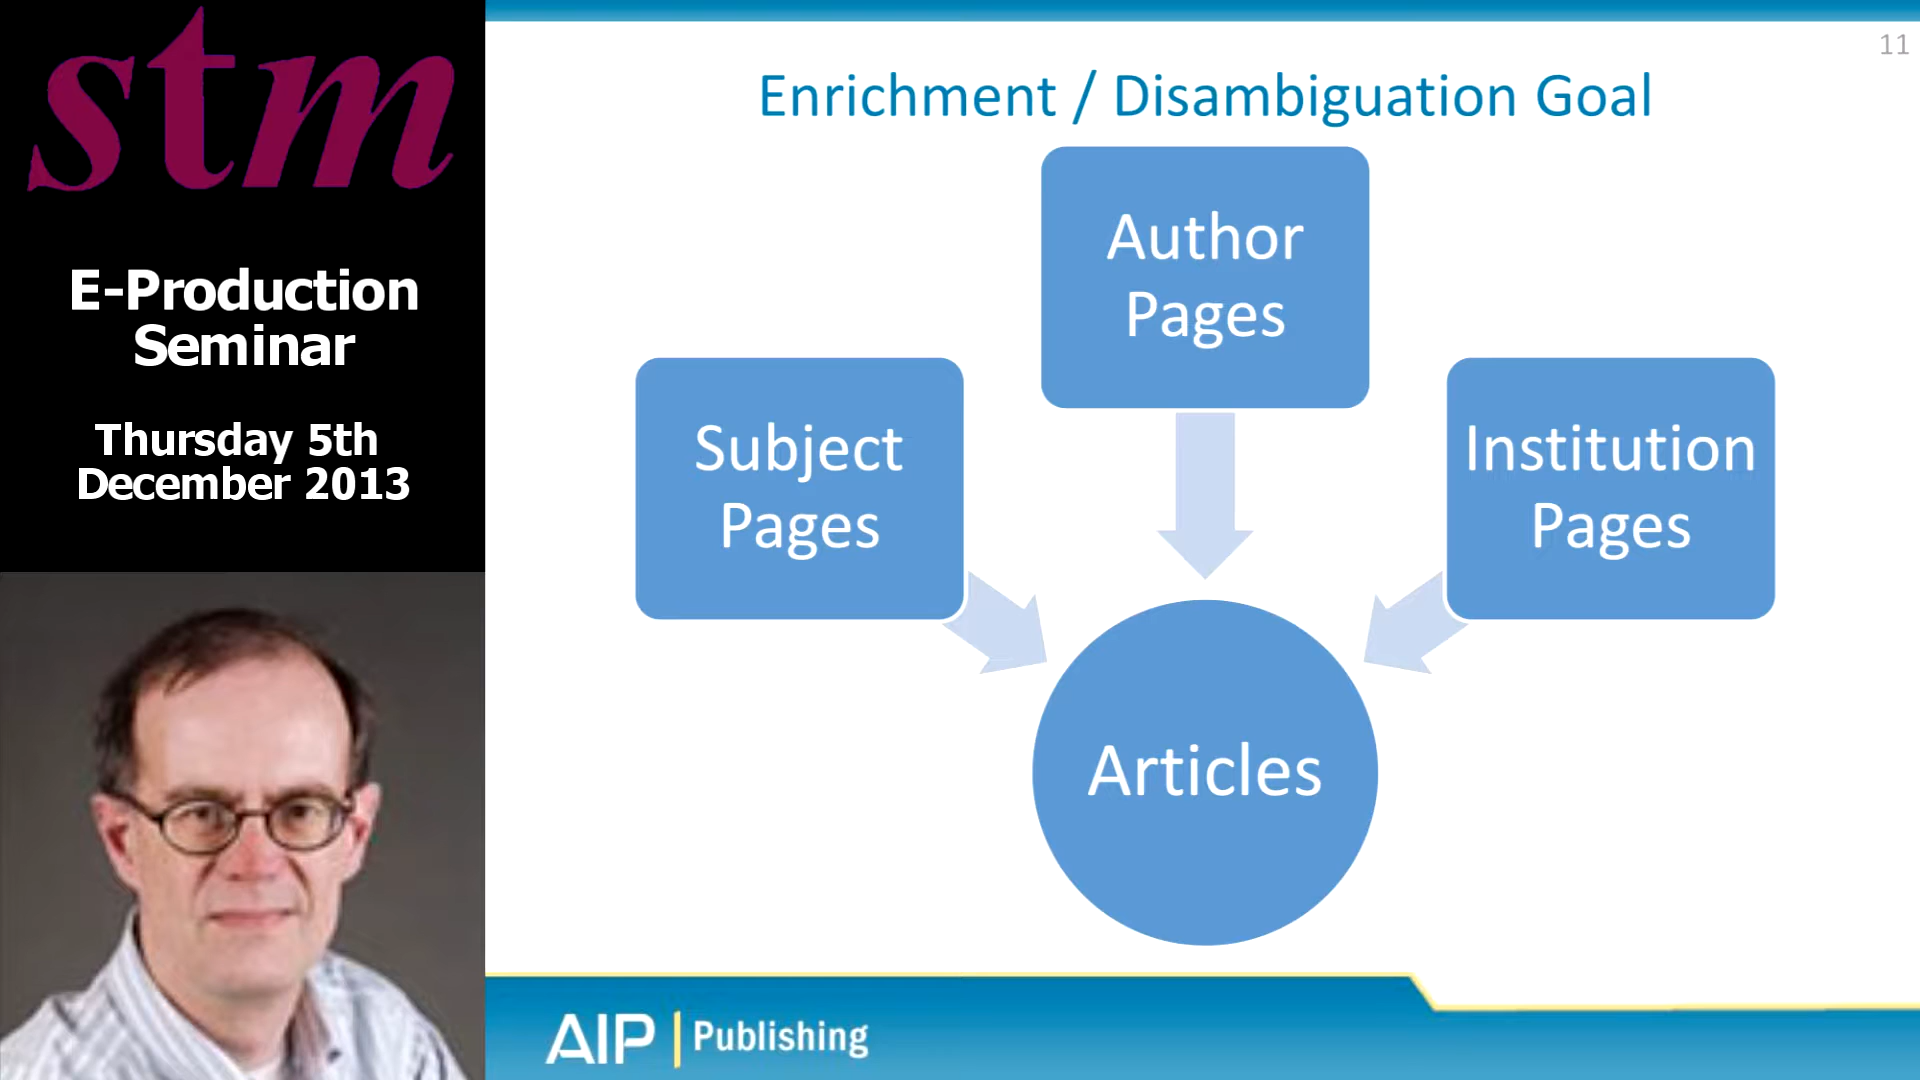 stm
E-Production
Seminar
Thursday 5th
December 2013
11
Enrichment / Disambiguation Goal
Author
Pages
Subject
Pages
Institution
Pages
Articles
AIP | Publishing